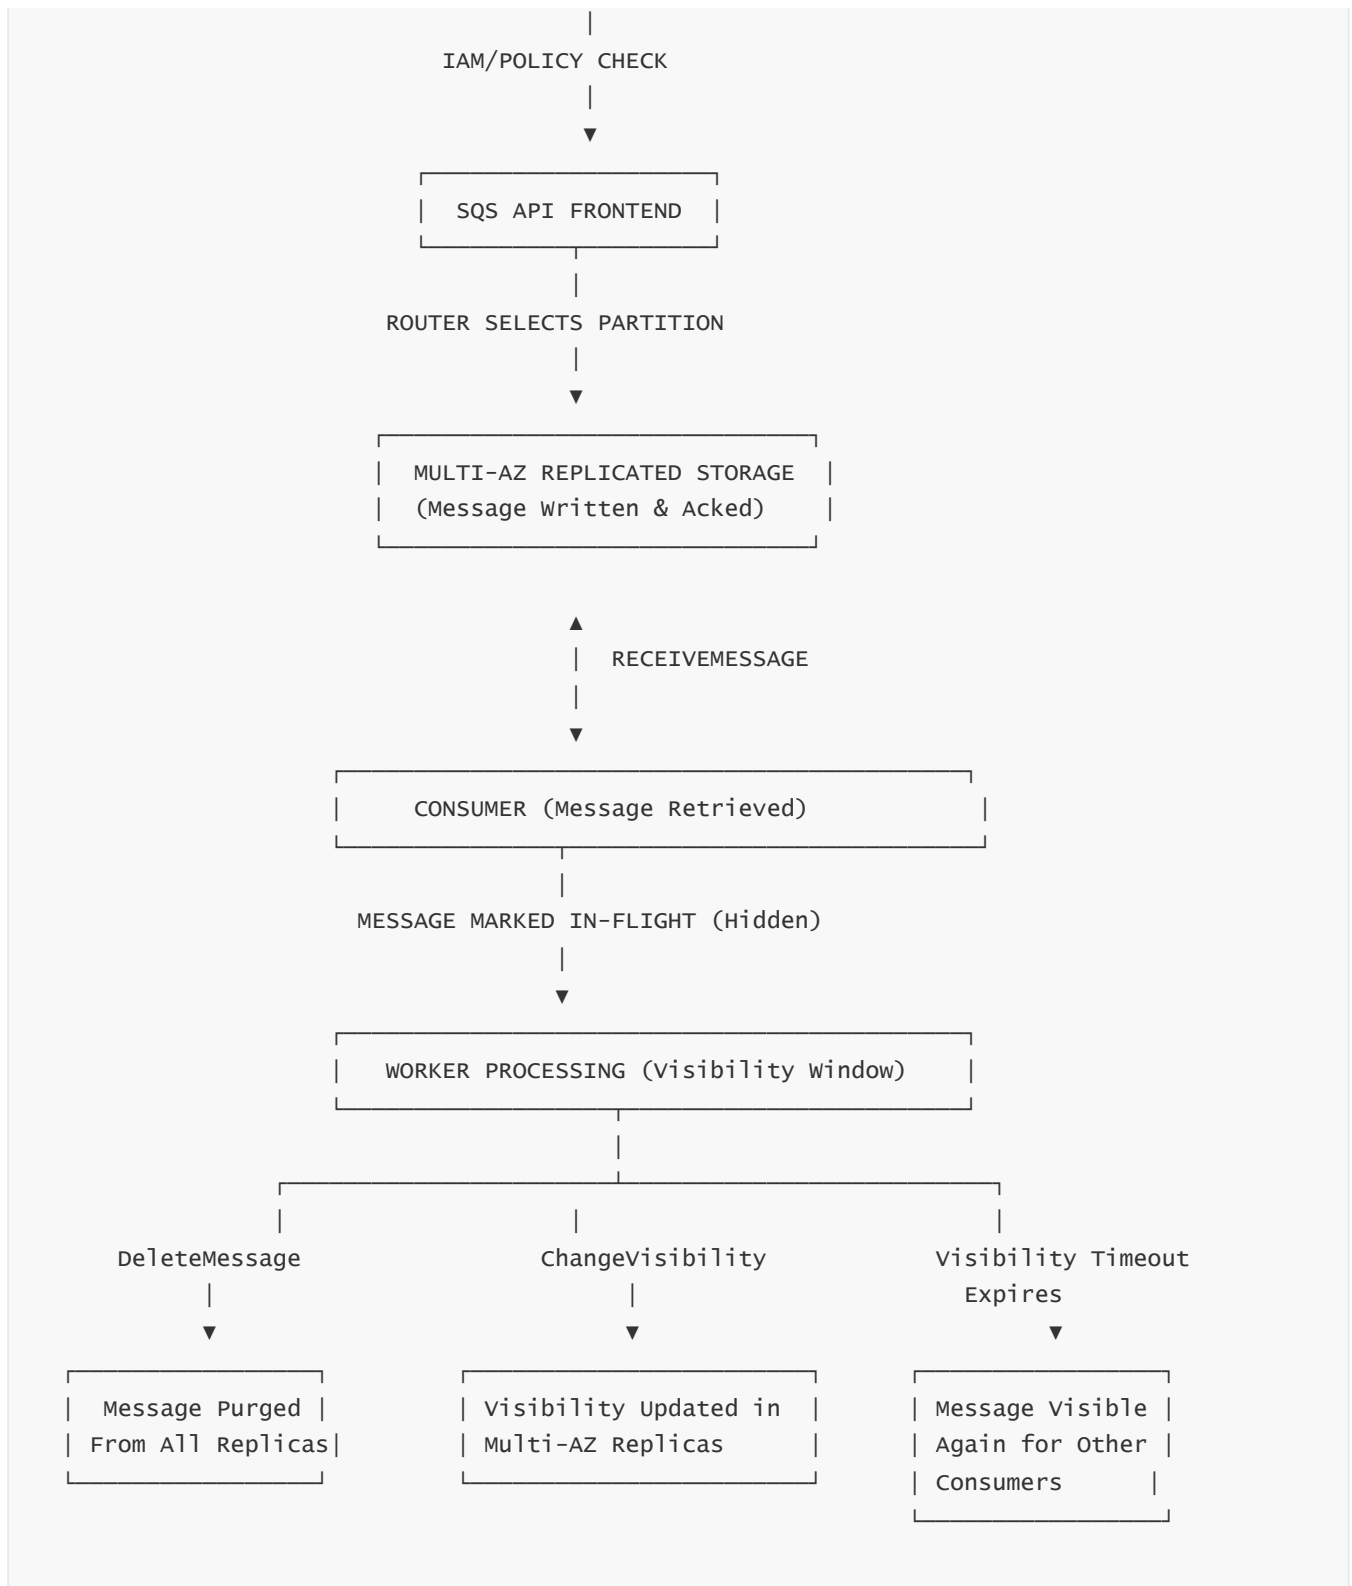 IAM/POLICY CHECK
SQS API FRONTEND
ROUTER SELECTS PARTITION
MULTI-AZ REPLICATED STORAGE
(Message Written & Acked)
RECEIVEMESSAGE
CONSUMER (Message Retrieved)
MESSAGE MARKED IN-FLIGHT (Hidden)
WORKER PROCESSING (Visibility Window)
DeleteMessage ChangeVisibility Visibility Timeout
Expires
Message Purged Visibility Updated in Message Visible
From All Replicas Multi-AZ Replicas Again for Other
Consumers